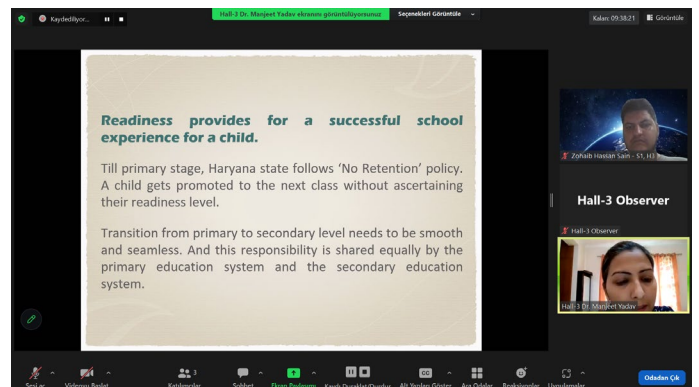 Kaydediliyor...
Hall-3 Dr. Manjeet Yadav ekranını görüntülüyorsunuz
Seçenekleri Görüntüle
Kalan: 09:38:21
Görüntüle
Readiness provides for a successful school
experience for a child.
Till primary stage, Haryana state follows ‘No Retention’ policy.
A child gets promoted to the next class without ascertaining
their readiness level.
Transition from primary to secondary level needs to be smooth
and seamless. And this responsibility is shared equally by the
primary education system and the secondary education
system.
Zohaib Hassan Sain - S1, H3
Hall-3 Observer
Hall-3 Observer
Hall-3 Dr. Manjeet Yadav
3
CC
Sesi aç
Videoyu Başlat
Katılımcılar
Sohbet
Ekran Paylaşımı
Kaydı Duraklat/Durdur
Alt Yazıları Göster
Ara Odalar
Reaksiyonlar
Uygulamalar
Odadan Çık